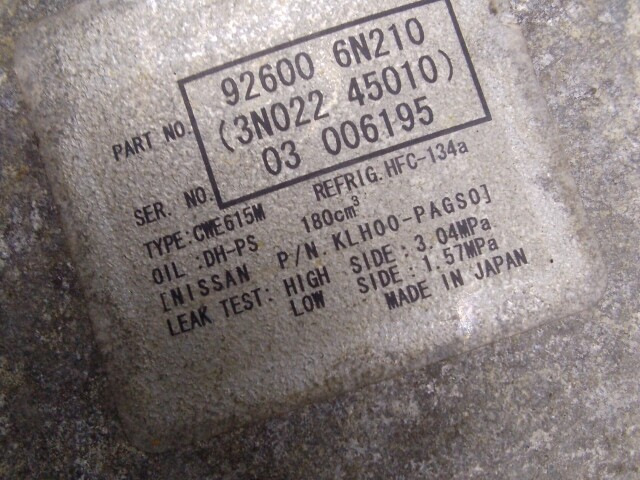 PART NO. 92600 6N210
(3N022 45010)
SER. NO. 03 006195
TYPE:CWE615M REFRIG.HFC-134a
OIL :DH-PS 180cm³
[NISSAN P/N. KLH00-PAGS0]
LEAK TEST: HIGH SIDE : 3.04MPa
LOW SIDE : 1.57MPa
MADE IN JAPAN